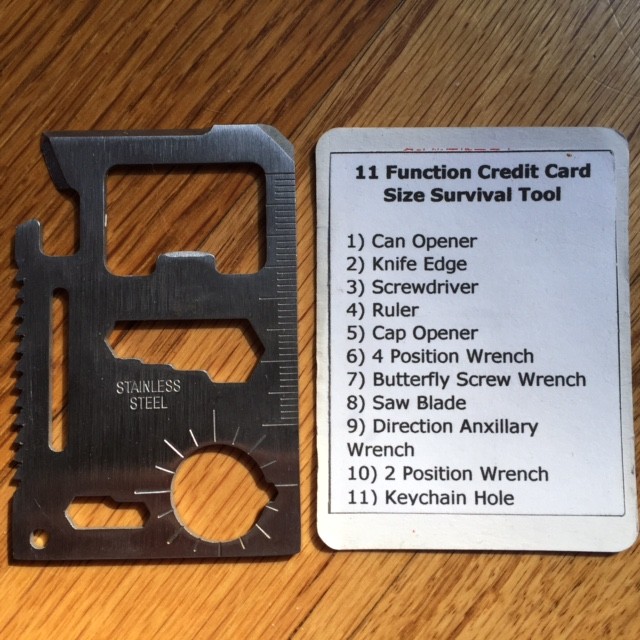 STAINLESS
STEEL
11 Function Credit Card
Size Survival Tool
1) Can Opener
2) Knife Edge
3) Screwdriver
4) Ruler
5) Cap Opener
6) 4 Position Wrench
7) Butterfly Screw Wrench
8) Saw Blade
9) Direction Anxillary
Wrench
10) 2 Position Wrench
11) Keychain Hole